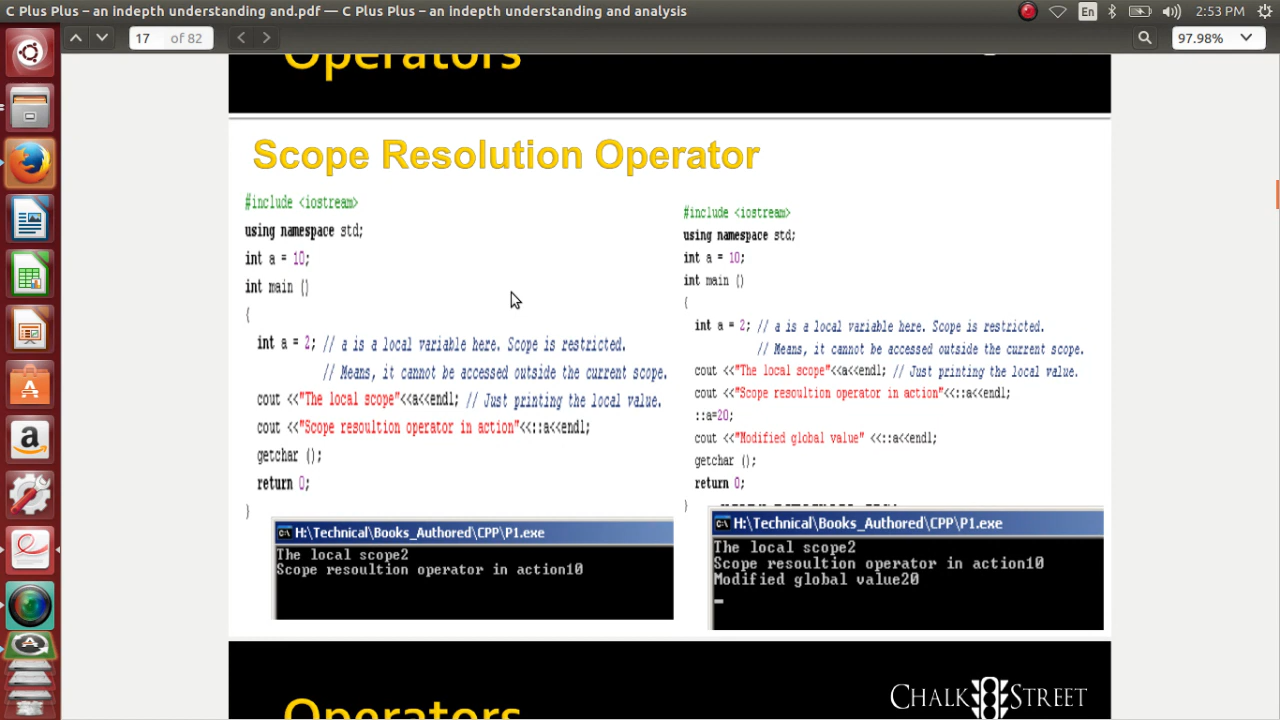 C Plus Plus – an indepth understanding and.pdf — C Plus Plus – an indepth understanding and analysis
En
2:53 PM
17 of 82
97.98%
Operators
Scope Resolution Operator
#include <iostream>
using namespace std;
int a = 10;
int main ()
{
int a = 2; // a is a local variable here. Scope is restricted.
// Means, it cannot be accessed outside the current scope.
cout <<"The local scope"<<a<<endl; // Just printing the local value.
cout <<"Scope resoultion operator in action"<<::a<<endl;
getchar ();
return 0;
}
H:\Technical\Books_Authored\CPP\P1.exe
The local scope2
Scope resoultion operator in action10
#include <iostream>
using namespace std;
int a = 10;
int main ()
{
int a = 2; // a is a local variable here. Scope is restricted.
// Means, it cannot be accessed outside the current scope.
cout <<"The local scope"<<a<<endl; // Just printing the local value.
cout <<"Scope resoultion operator in action"<<::a<<endl;
::a=20;
cout <<"Modified global value" <<::a<<endl;
getchar ();
return 0;
}
H:\Technical\Books_Authored\CPP\P1.exe
The local scope2
Scope resoultion operator in action10
Modified global value20
Operators
CHALK STREET